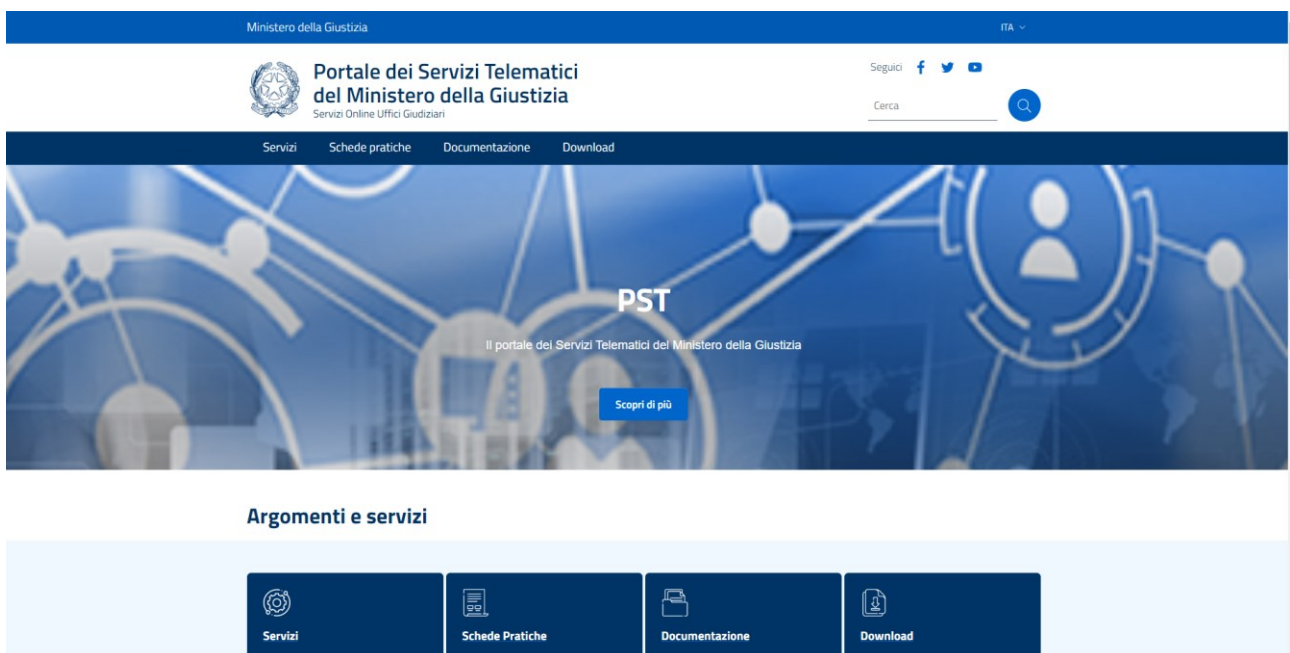 Ministero della Giustizia
ITA
Portale dei Servizi Telematici
del Ministero della Giustizia
Servizi Online Uffici Giudiziari
Seguici
Cerca
Servizi Schede pratiche Documentazione Download
PST
Il portale dei Servizi Telematici del Ministero della Giustizia
Scopri di più
Argomenti e servizi
Servizi Schede Pratiche Documentazione Download